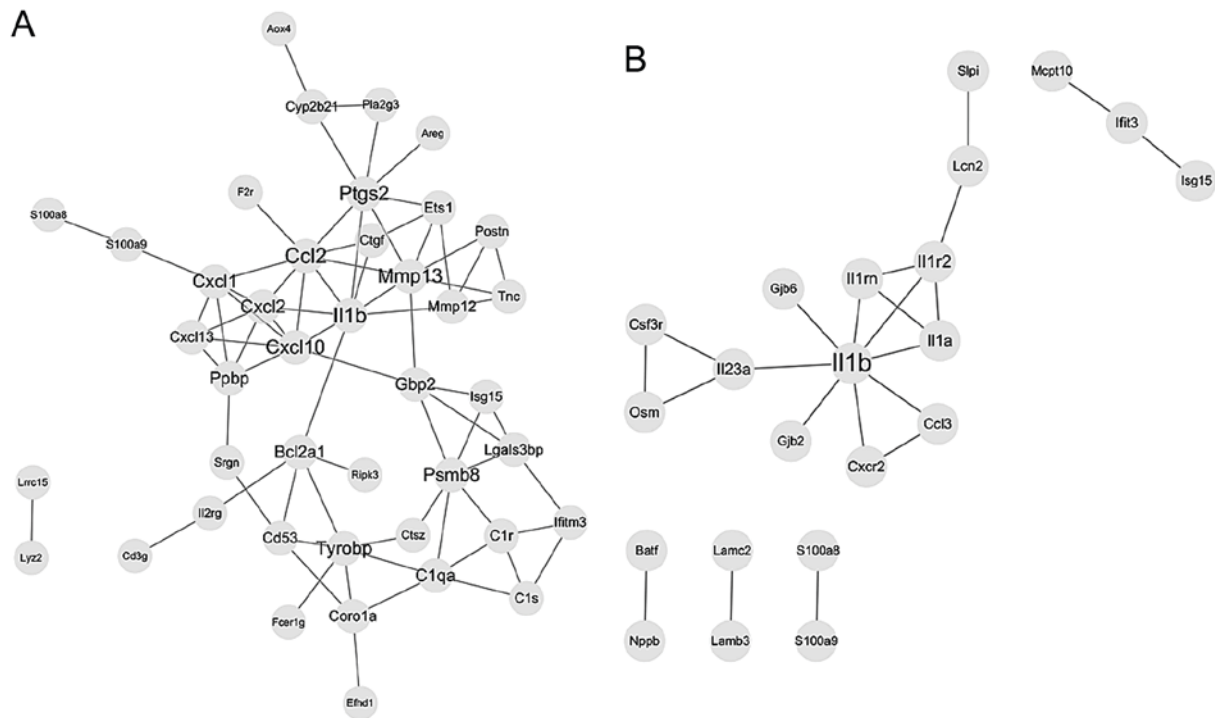 A
Aox4
Cyp2b21
Pla2g3
Areg
F2r
Ptgs2
S100a8
S100a9
Ets1
Ctgf
Postn
Ccl2
Cxcl1
Mmp13
Cxcl2
Mmp12
Tnc
Il1b
Cxcl13
Cxcl10
Ppbp
Gbp2
Isg15
Bcl2a1
Lgals3bp
Srgn
Ripk3
Psmb8
Lrrc15
Il2rg
Ifitm3
Cd53
Ctsz
C1r
Lyz2
Cd3g
Tyrobp
C1qa
C1s
Fcer1g
Coro1a
Efhd1
B
Slpi
Mcpt10
Ifit3
Lcn2
Isg15
Il1rn
Il1r2
Gjb6
Csf3r
Il1a
Il23a
Il1b
Osm
Gjb2
Ccl3
Cxcr2
Batf
Lamc2
S100a8
Nppb
Lamb3
S100a9